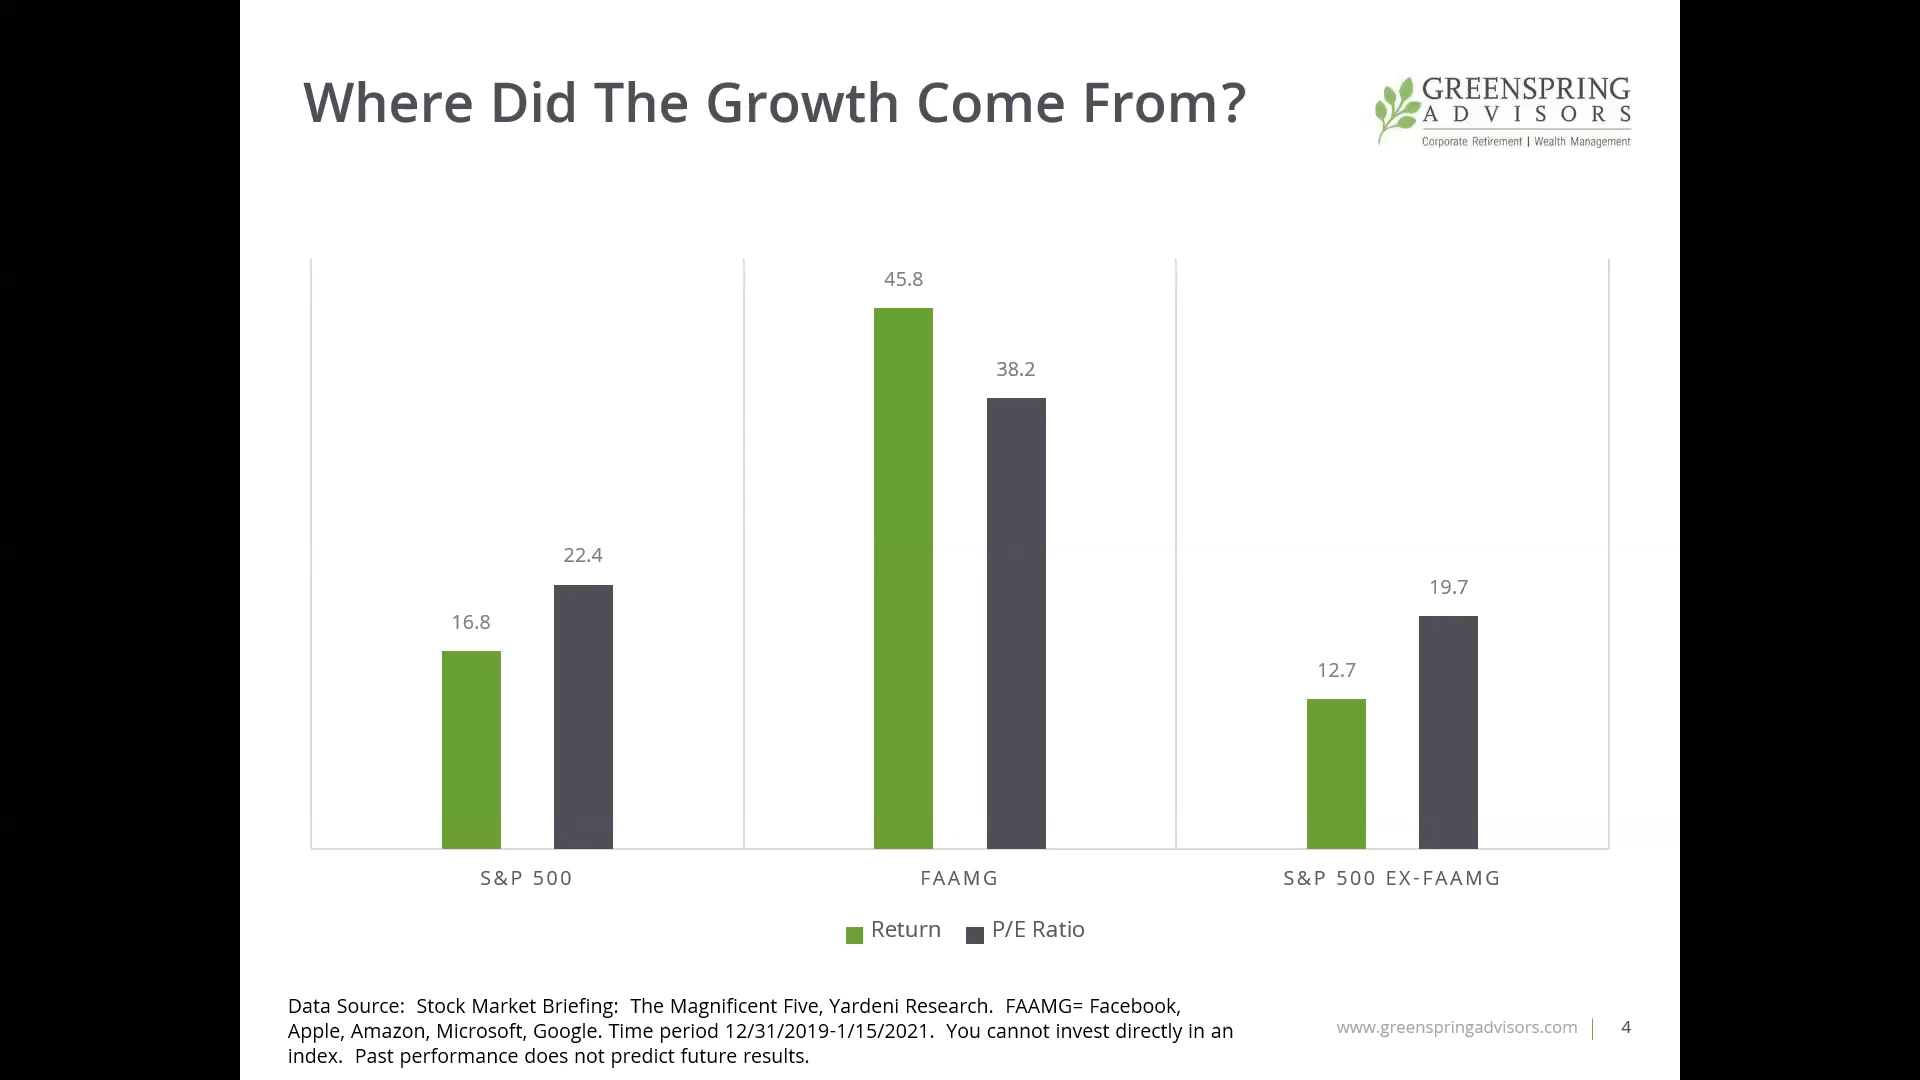 Where Did The Growth Come From?
GREENSPRING
ADVISORS
Corporate Retirement | Wealth Management
45.8
38.2
22.4
19.7
16.8
12.7
S&P 500
FAAMG
S&P 500 EX-FAAMG
Return
P/E Ratio
Data Source:  Stock Market Briefing:  The Magnificent Five, Yardeni Research.  FAAMG= Facebook,
Apple, Amazon, Microsoft, Google. Time period 12/31/2019-1/15/2021.  You cannot invest directly in an
index.  Past performance does not predict future results.
www.greenspringadvisors.com | 4